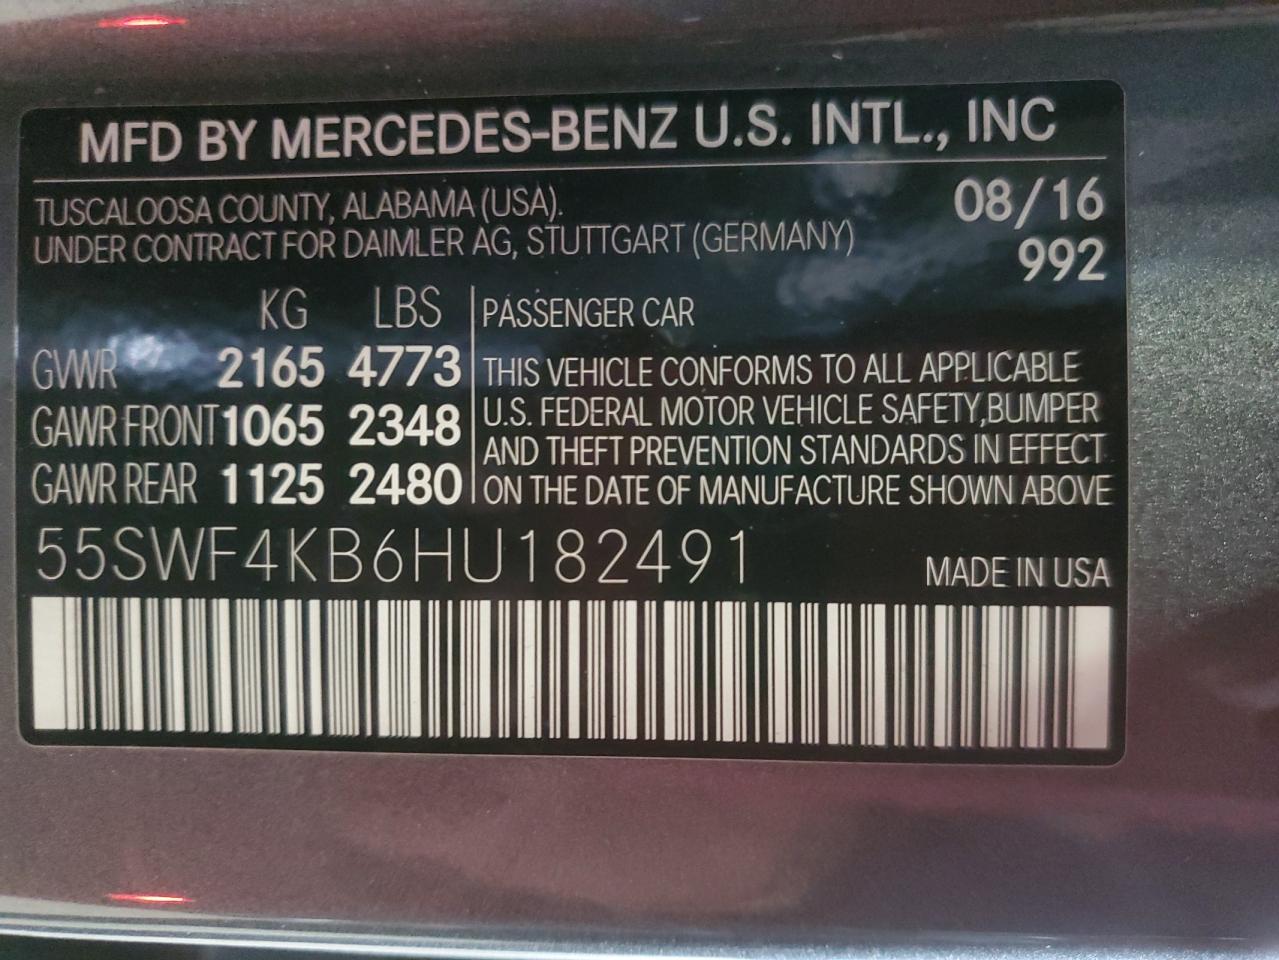 MFD BY MERCEDES-BENZ U.S. INTL., INC
TUSCALOOSA COUNTY, ALABAMA (USA).
UNDER CONTRACT FOR DAIMLER AG, STUTTGART (GERMANY)
08/16
992
KG LBS
GVWR 2165 4773
GAWR FRONT 1065 2348
GAWR REAR 1125 2480
PASSENGER CAR
THIS VEHICLE CONFORMS TO ALL APPLICABLE
U.S. FEDERAL MOTOR VEHICLE SAFETY,BUMPER
AND THEFT PREVENTION STANDARDS IN EFFECT
ON THE DATE OF MANUFACTURE SHOWN ABOVE
55SWF4KB6HU182491
MADE IN USA